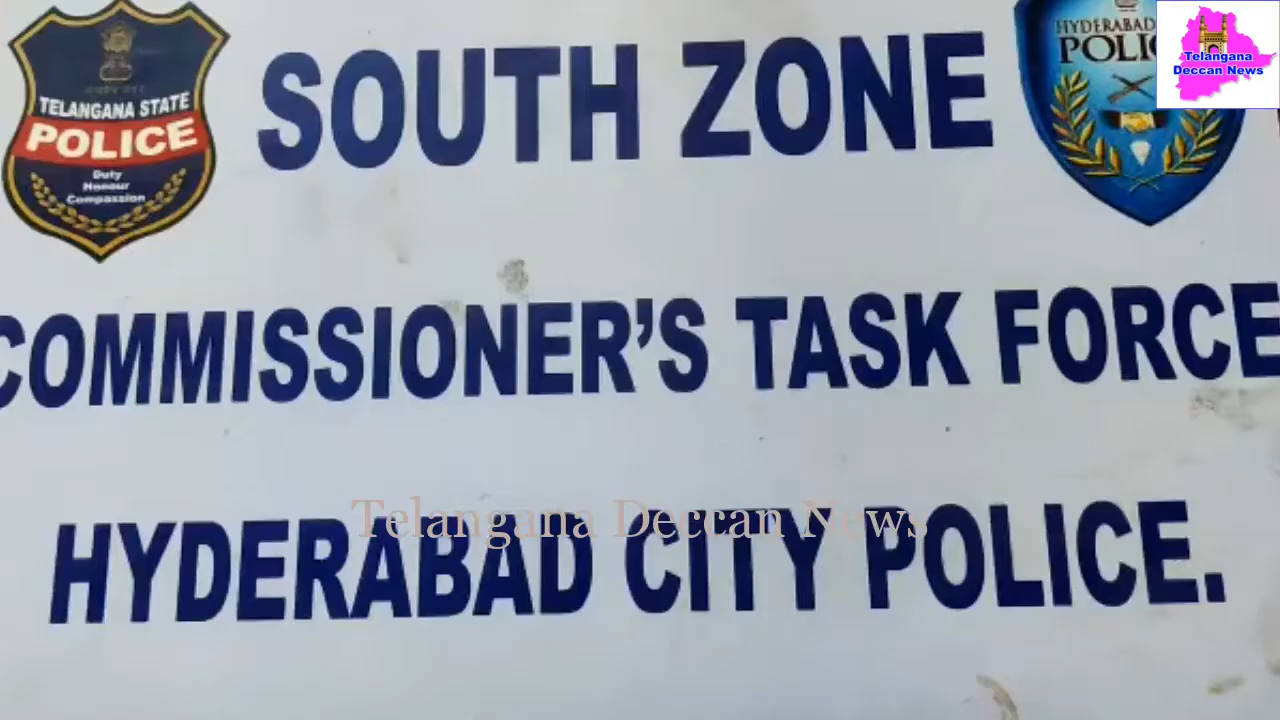 SOUTH ZONE
COMMISSIONER'S TASK FORCE
HYDERABAD CITY POLICE.
TELANGANA STATE
POLICE
Duty
Honour
Compassion
HYDERABAD
Telangana
Deccan News
Telangana Deccan News